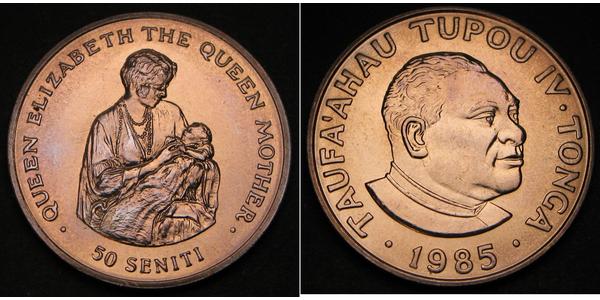 · QUEEN ELIZABETH THE QUEEN MOTHER ·
50 SENITI
TAUFA'AHAU TUPOU IV · TONGA
· 1985 ·